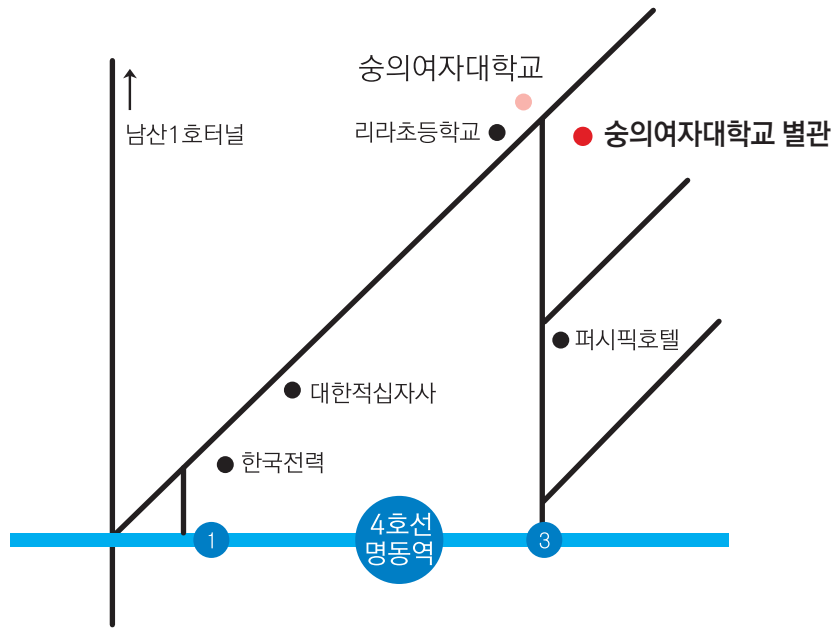 숭의여자대학교
남산1호터널
리라초등학교
숭의여자대학교 별관
퍼시픽호텔
대한적십자사
한국전력
4호선
명동역
1
3